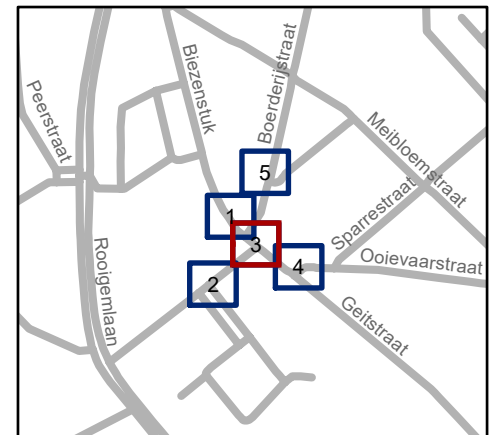 Biezenstuk
Boerderijstraat
Peerstraat
Meibloemstraat
5
Sparrestraat
1
3
Rooigemlaan
4
Ooievaarstraat
2
Geitstraat